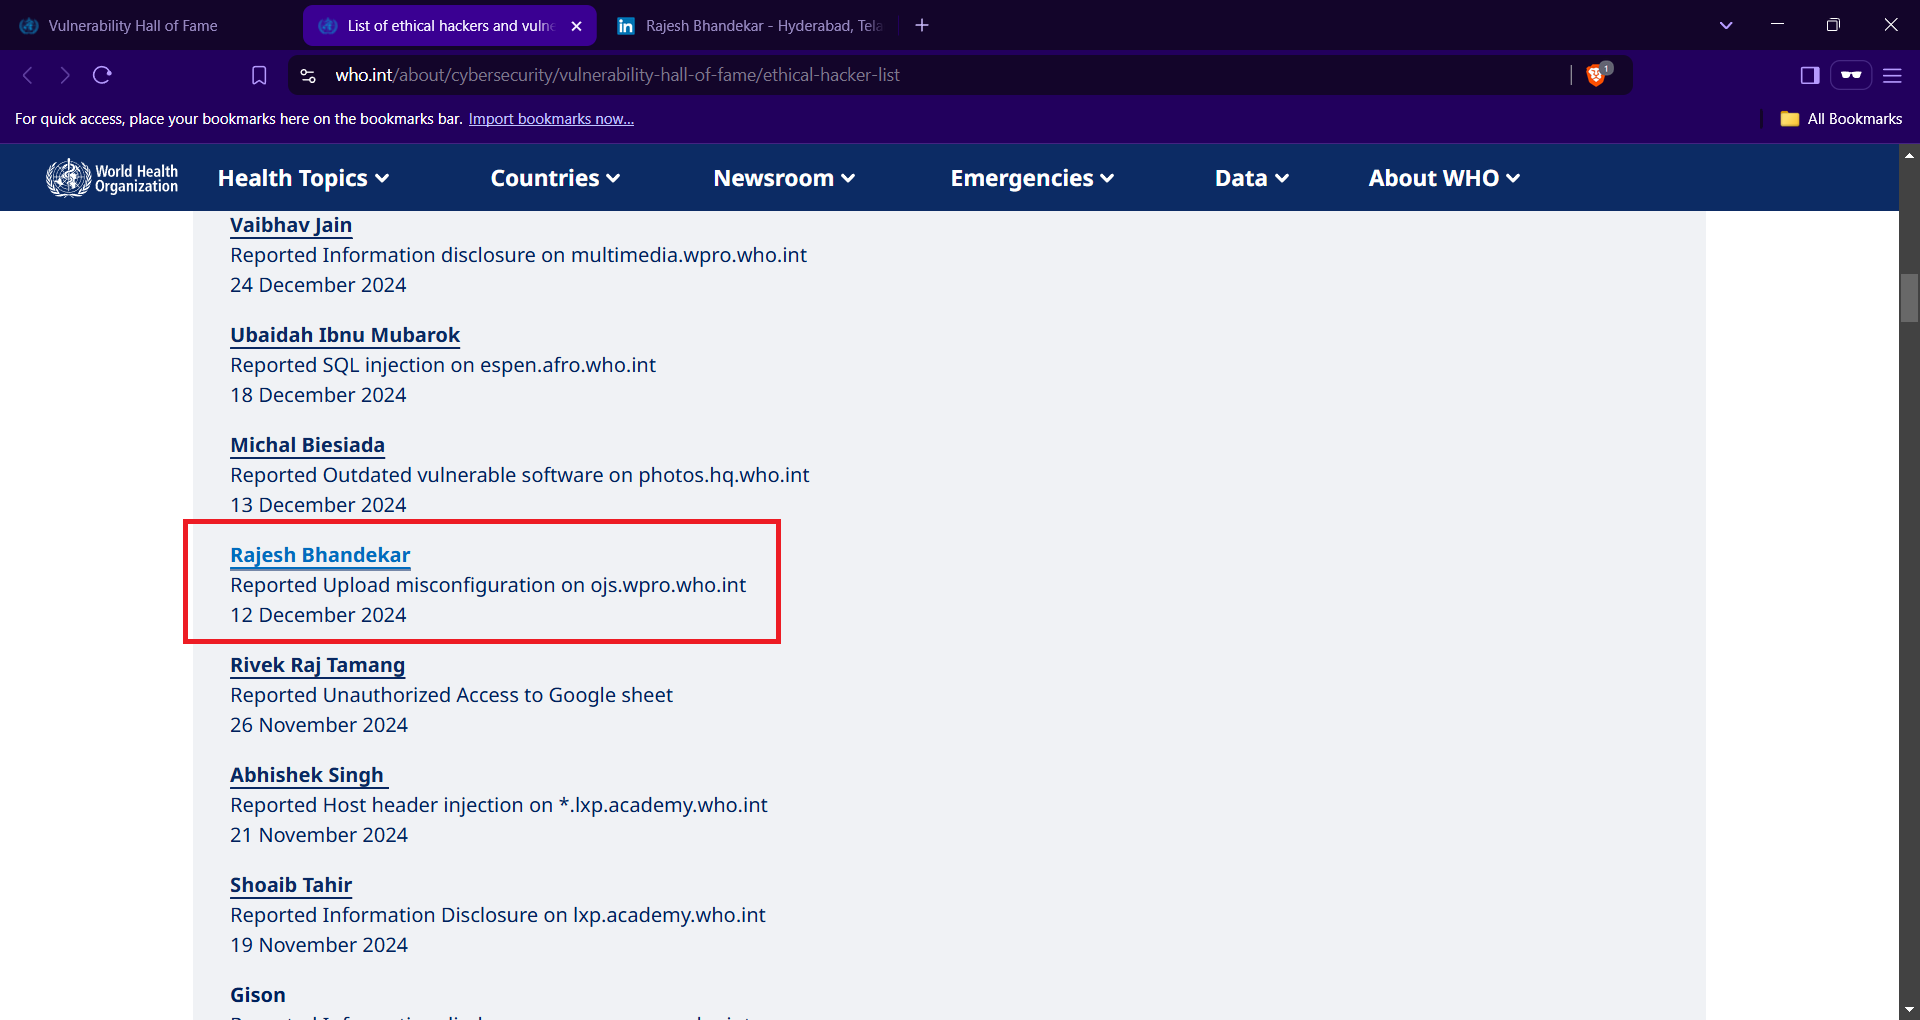 Vulnerability Hall of Fame
List of ethical hackers and vulne
Rajesh Bhandekar - Hyderabad, Tela
who.int/about/cybersecurity/vulnerability-hall-of-fame/ethical-hacker-list
1
For quick access, place your bookmarks here on the bookmarks bar. Import bookmarks now...
All Bookmarks
World Health
Organization
Health Topics
Countries
Newsroom
Emergencies
Data
About WHO
Vaibhav Jain
Reported Information disclosure on multimedia.wpro.who.int
24 December 2024
Ubaidah Ibnu Mubarok
Reported SQL injection on espen.afro.who.int
18 December 2024
Michal Biesiada
Reported Outdated vulnerable software on photos.hq.who.int
13 December 2024
Rajesh Bhandekar
Reported Upload misconfiguration on ojs.wpro.who.int
12 December 2024
Rivek Raj Tamang
Reported Unauthorized Access to Google sheet
26 November 2024
Abhishek Singh
Reported Host header injection on *.lxp.academy.who.int
21 November 2024
Shoaib Tahir
Reported Information Disclosure on lxp.academy.who.int
19 November 2024
Gison